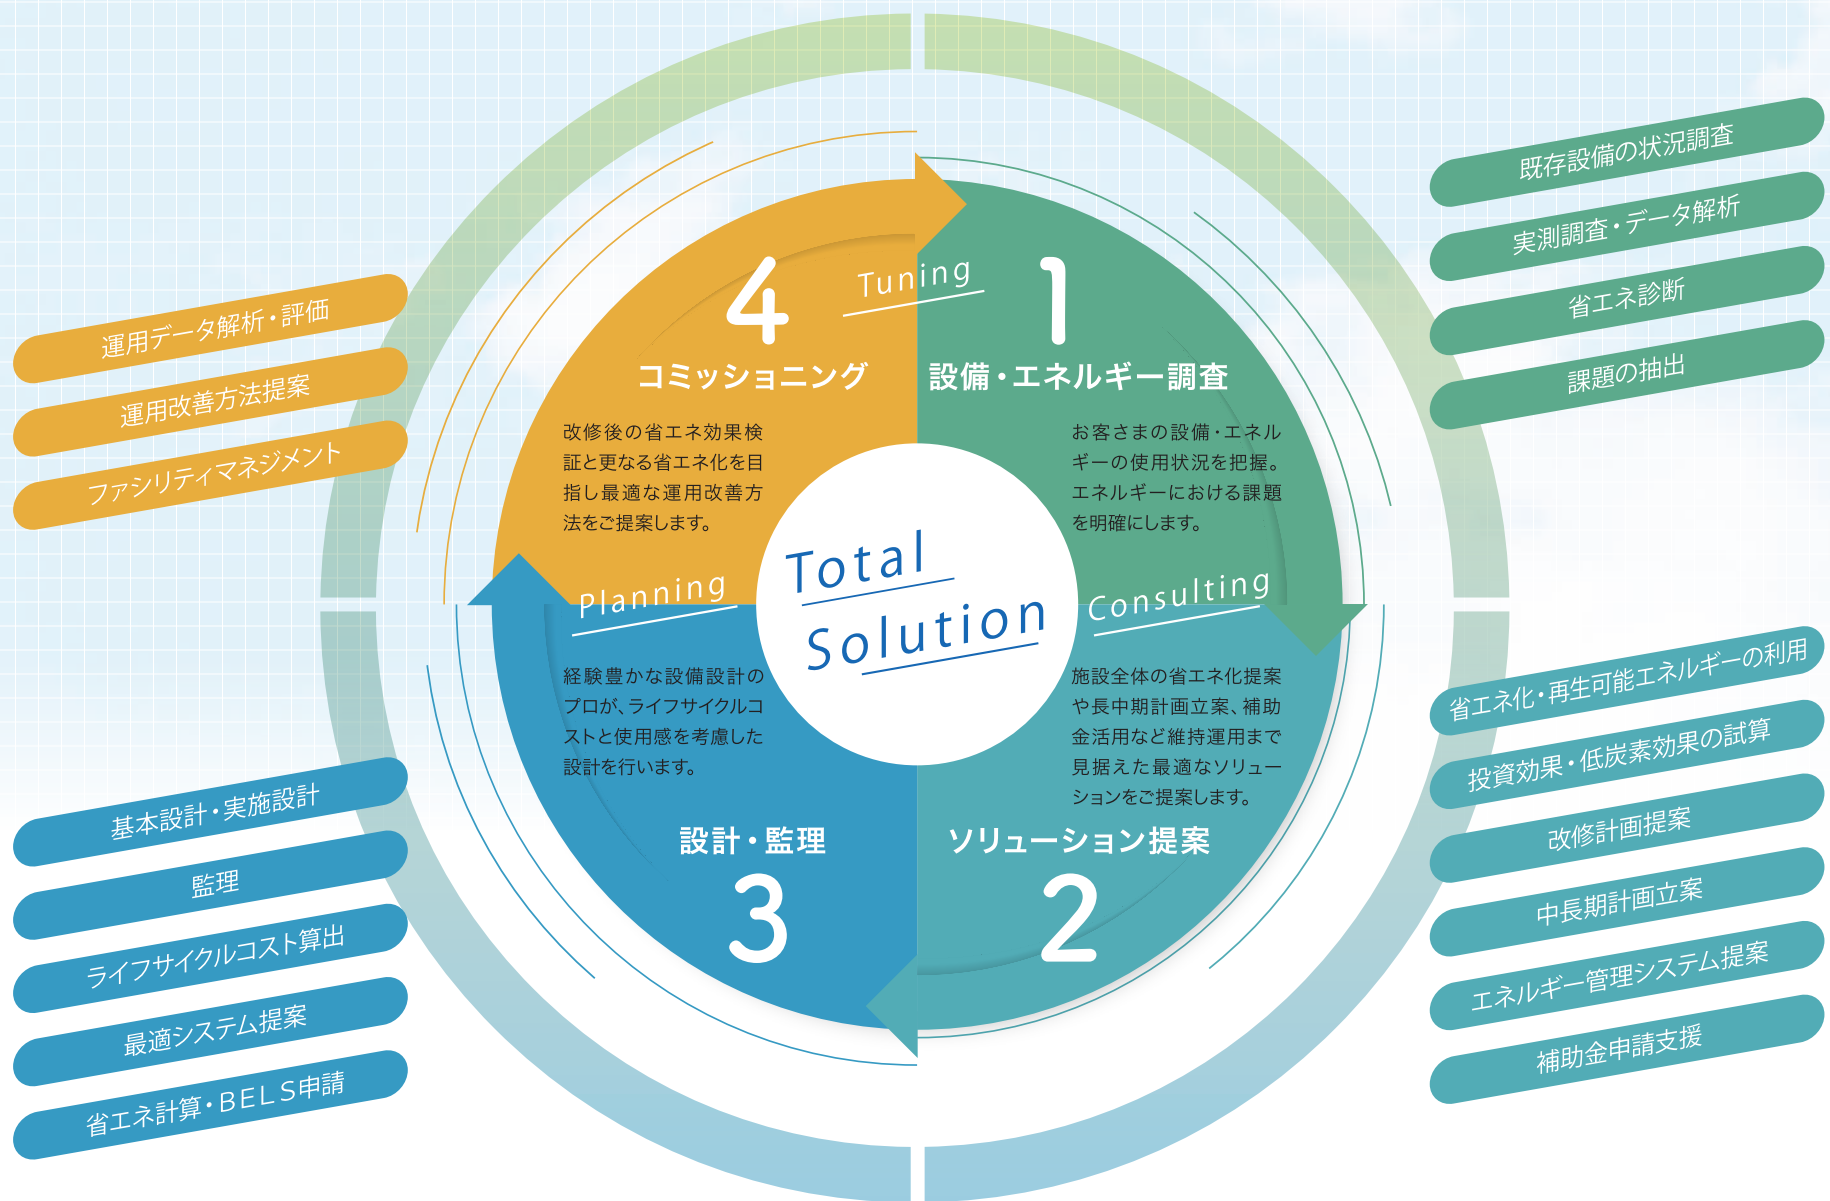 4
コミッショニング
改修後の省エネ効果検
証と更なる省エネ化を目
指し最適な運用改善方
法をご提案します。
Tuning
1
設備・エネルギー調査
お客さまの設備・エネル
ギーの使用状況を把握。
エネルギーにおける課題
を明確にします。
既存設備の状況調査
実測調査・データ解析
省エネ診断
課題の抽出
運用データ解析・評価
運用改善方法提案
ファシリティマネジメント
Planning
Total
Solution
Consulting
経験豊かな設備設計の
プロが、ライフサイクルコ
ストと使用感を考慮した
設計を行います。
設計・監理
3
施設全体の省エネ化提案
や長中期計画立案、補助
金活用など維持運用まで
見据えた最適なソリュー
ションをご提案します。
ソリューション提案
2
省エネ化・再生可能エネルギーの利用
投資効果・低炭素効果の試算
改修計画提案
中長期計画立案
エネルギー管理システム提案
補助金申請支援
基本設計・実施設計
監理
ライフサイクルコスト算出
最適システム提案
省エネ計算・ＢＥＬＳ申請